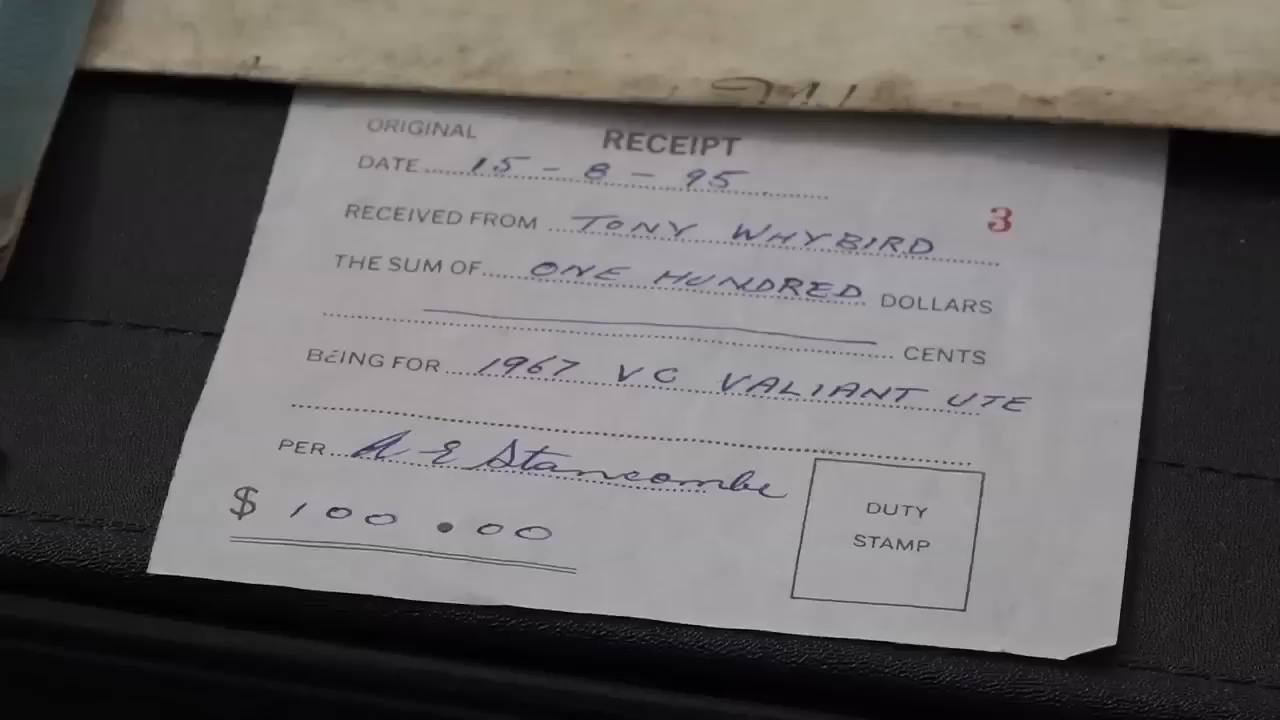 ORIGINAL RECEIPT
DATE 15 - 8 - 95
3
RECEIVED FROM TONY WHYBIRD
THE SUM OF ONE HUNDRED DOLLARS
CENTS
BEING FOR 1967 VC VALIANT UTE
PER A E Stancombe
$ 100.00
DUTY
STAMP